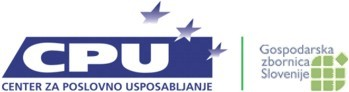 CPU
CENTER ZA POSLOVNO USPOSABLJANJE
Gospodarska
zbornica
Slovenije